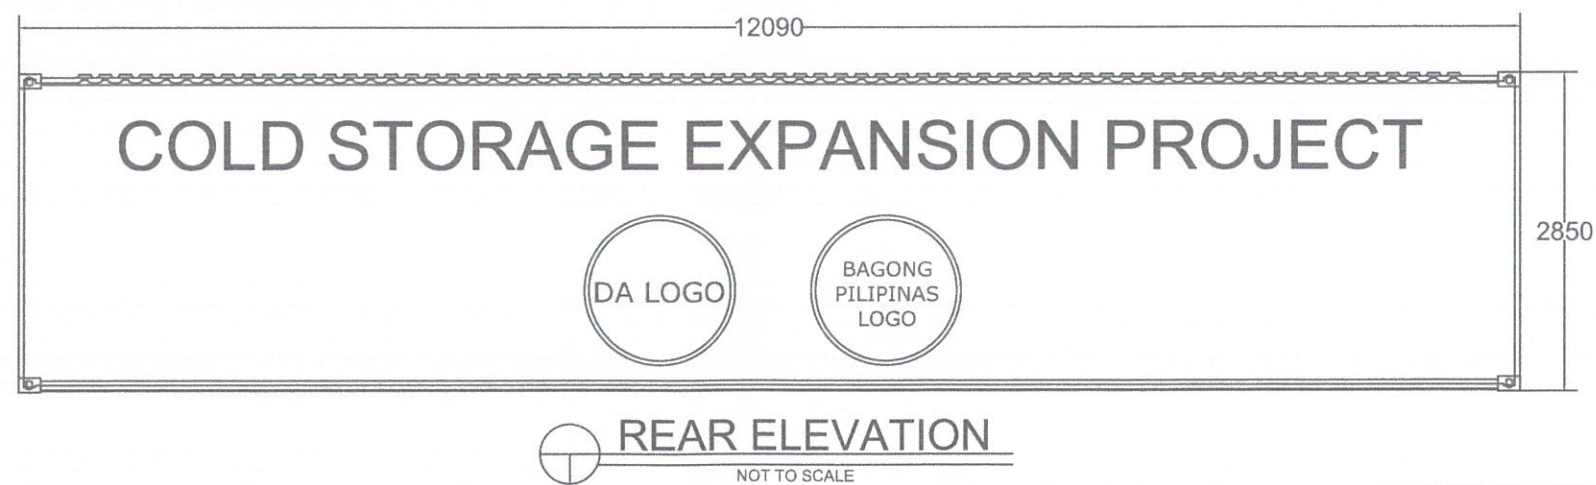 12090
COLD STORAGE EXPANSION PROJECT
2850
DA LOGO
BAGONG
PILIPINAS
LOGO
REAR ELEVATION
NOT TO SCALE